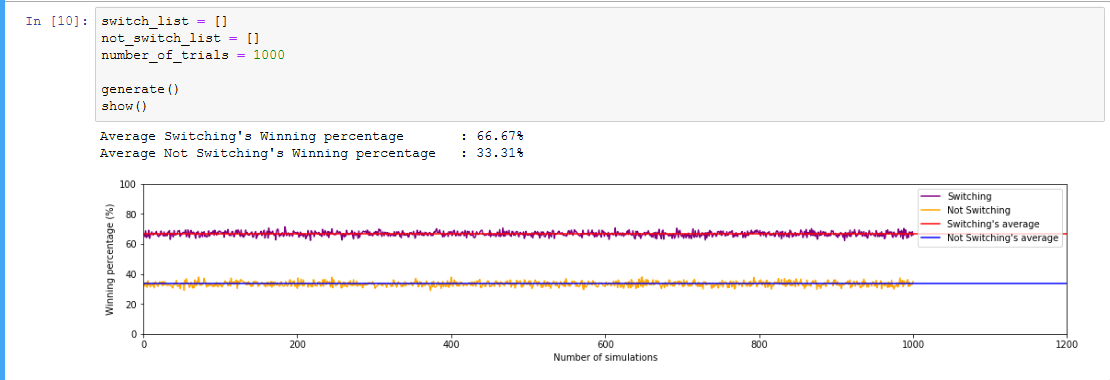 In [10]: switch_list = []
not_switch_list = []
number_of_trials = 1000
generate()
show()
Average Switching's Winning percentage : 66.67%
Average Not Switching's Winning percentage : 33.31%
100
80
60
40
20
0
Winning percentage (%)
Switching
Not Switching
Switching's average
Not Switching's average
0 200 400 600 800 1000 1200
Number of simulations